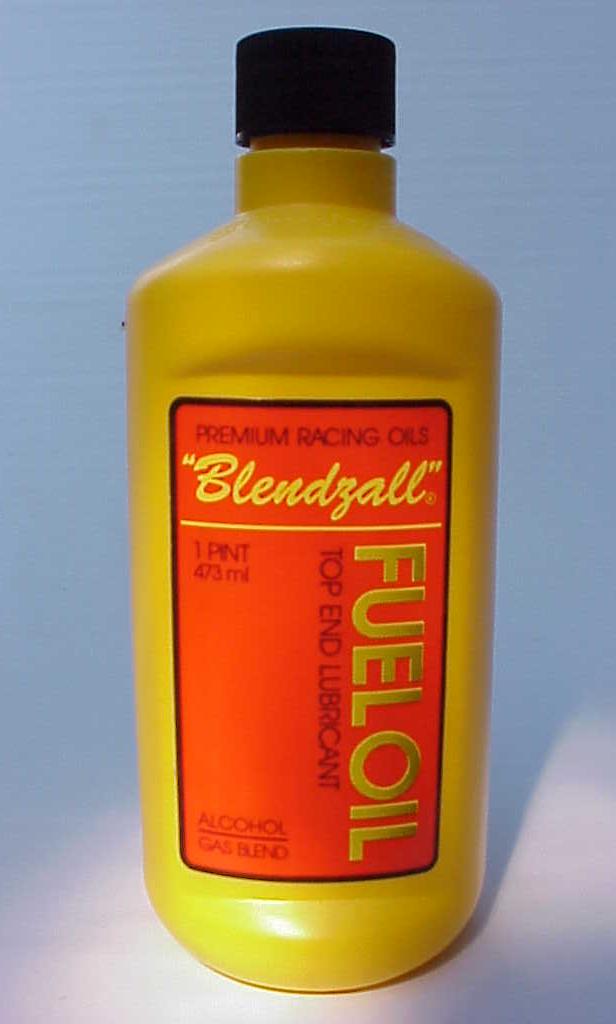 PREMIUM RACING OILS
"Blendzall"®
1 PINT
473 ml
FUEL OIL
TOP END LUBRICANT
ALCOHOL
GAS BLEND